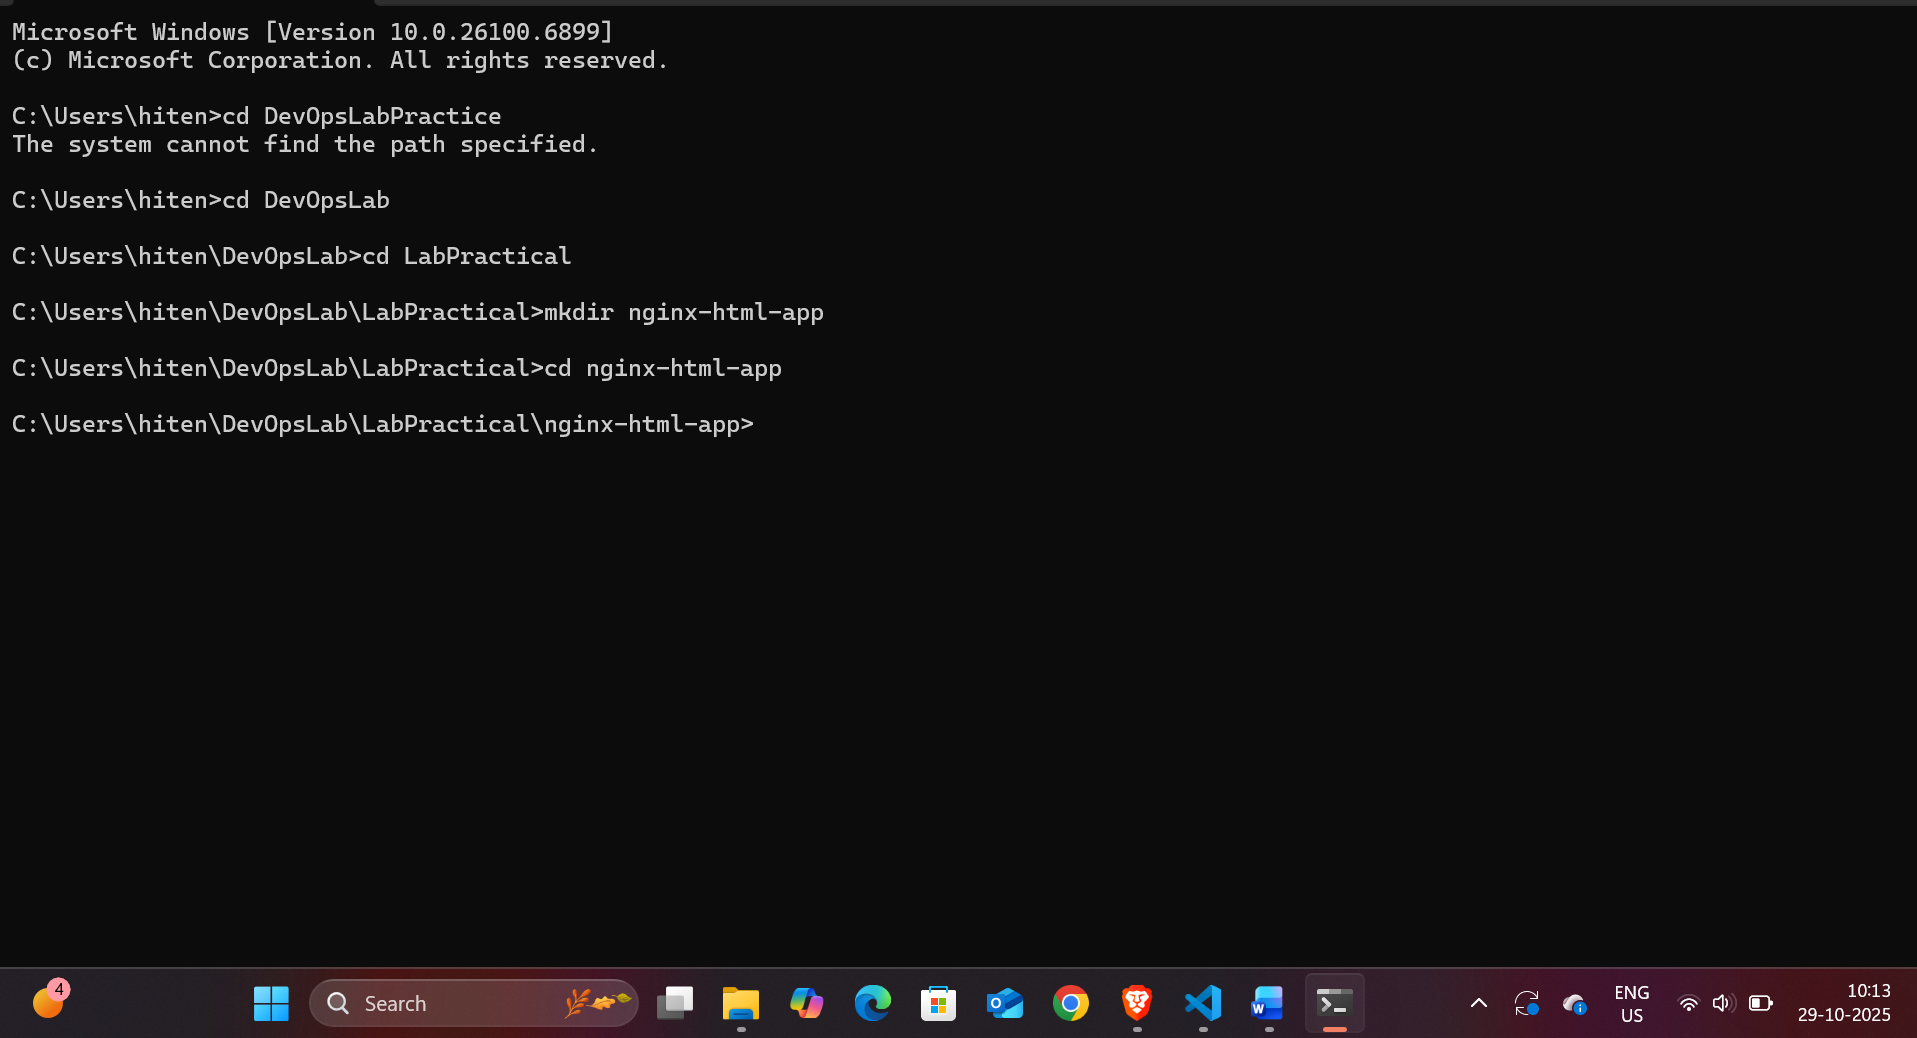 Microsoft Windows [Version 10.0.26100.6899]
(c) Microsoft Corporation. All rights reserved.
C:\Users\hiten>cd DevOpsLabPractice
The system cannot find the path specified.
C:\Users\hiten>cd DevOpsLab
C:\Users\hiten\DevOpsLab>cd LabPractical
C:\Users\hiten\DevOpsLab\LabPractical>mkdir nginx-html-app
C:\Users\hiten\DevOpsLab\LabPractical>cd nginx-html-app
C:\Users\hiten\DevOpsLab\LabPractical\nginx-html-app>
4
Search
ENG
US
10:13
29-10-2025